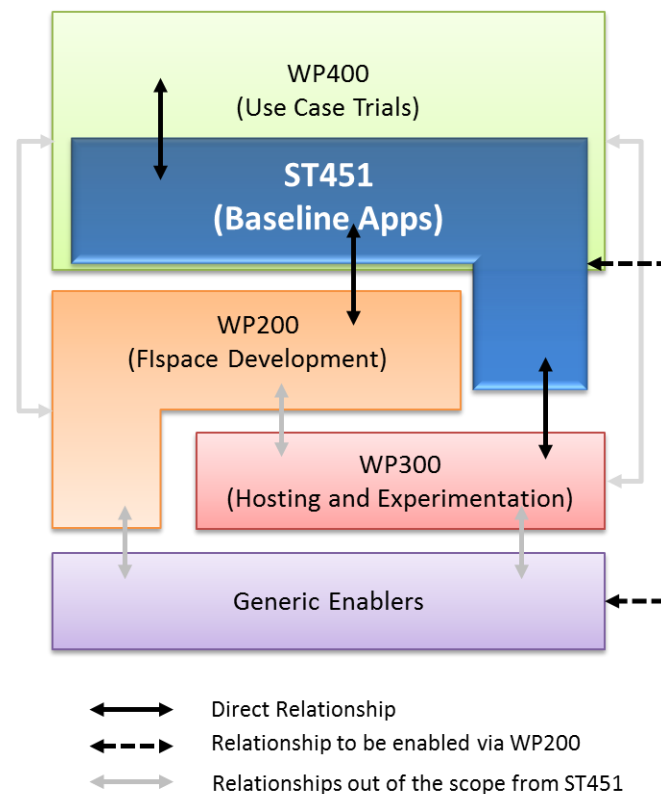 WP400
(Use Case Trials)
ST451
(Baseline Apps)
WP200
(FIspace Development)
WP300
(Hosting and Experimentation)
Generic Enablers
Direct Relationship
Relationship to be enabled via WP200
Relationships out of the scope from ST451